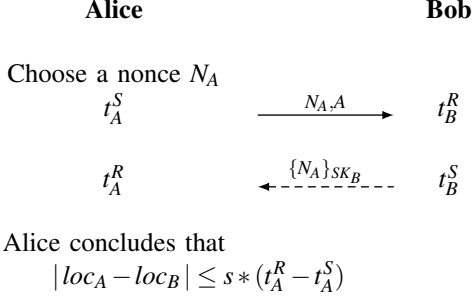 Alice Bob
Choose a nonce N_A
t_A^S N_A,A t_B^R
t_A^R {N_A}_{SK_B} t_B^S
Alice concludes that
|loc_A − loc_B| ≤ s ∗ (t_A^R − t_A^S)